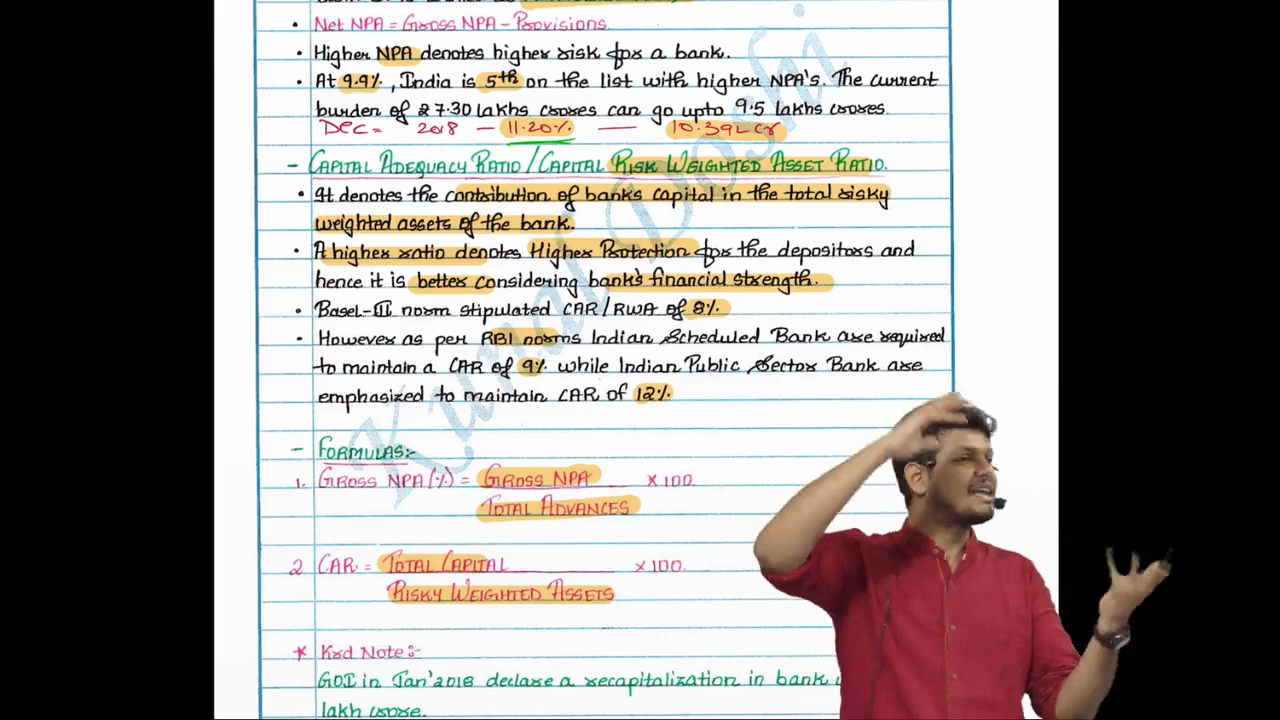 • Net NPA = Gross NPA – Provisions.
• Higher NPA denotes higher risk for a bank.
• At 9.9%, India is 5th on the list with higher NPA's. The current
burden of ₹7.30 lakhs crores can go upto 9.5 lakhs crores.
Dec = 2018 — 11.20% — 10.39L Cr
– CAPITAL ADEQUACY RATIO / CAPITAL RISK WEIGHTED ASSET RATIO.
• It denotes the contribution of banks capital in the total risky
weighted assets of the bank.
• A higher ratio denotes Higher Protection for the depositors and
hence it is better considering bank's financial strength.
• Basel-III norm stipulated CAR/RWA of 8%.
• However as per RBI norms Indian Scheduled Bank are required
to maintain a CAR of 9% while Indian Public Sector Bank are
emphasized to maintain CAR of 12%
– FORMULAS:-
1. GROSS NPA(%) = GROSS NPA × 100
TOTAL ADVANCES
2 CAR = TOTAL CAPITAL × 100.
RISKY WEIGHTED ASSETS
* Krd Note:-
GOI in Jan'2018 declare a recapitalization in bank
lakh crore.
Kunal Doshi